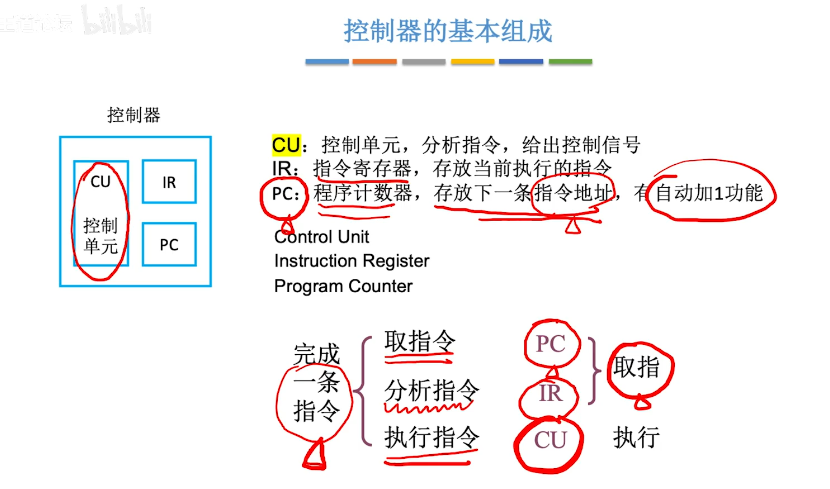 bilibili
控制器的基本组成
控制器
CU
控制
单元
IR
PC
CU：控制单元，分析指令，给出控制信号
IR：指令寄存器，存放当前执行的指令
PC：程序计数器，存放下一条指令地址，有自动加1功能
Control Unit
Instruction Register
Program Counter
完成
一条
指令
取指令
分析指令
执行指令
PC
IR
CU
取指
执行